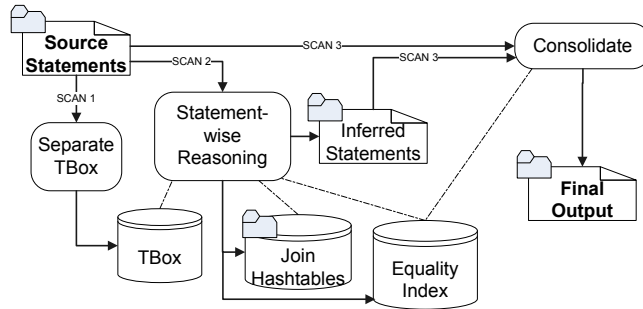 Source
Statements
SCAN 3
Consolidate
SCAN 2
SCAN 3
SCAN 1
Statement-
wise
Reasoning
Inferred
Statements
Separate
TBox
Final
Output
TBox
Join
Hashtables
Equality
Index